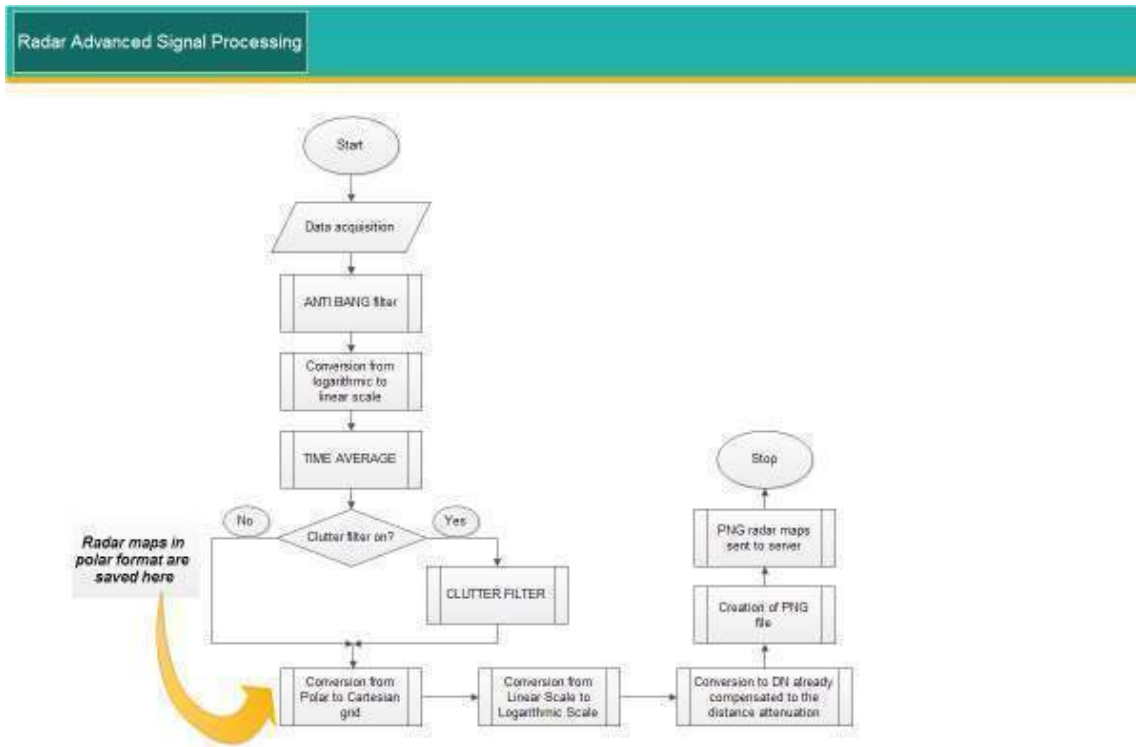 Radar Advanced Signal Processing
Start
Data acquisition
ANTI BANG filter
Conversion from
logarithmic to
linear scale
TIME AVERAGE
Clutter filter on?
No
Yes
CLUTTER FILTER
Radar maps in
polar format are
saved here
Conversion from
Polar to Cartesian
grid
Conversion from
Linear Scale to
Logarithmic Scale
Conversion to DN already
compensated to the
distance attenuation
Creation of PNG
file
PNG radar maps
sent to server
Stop